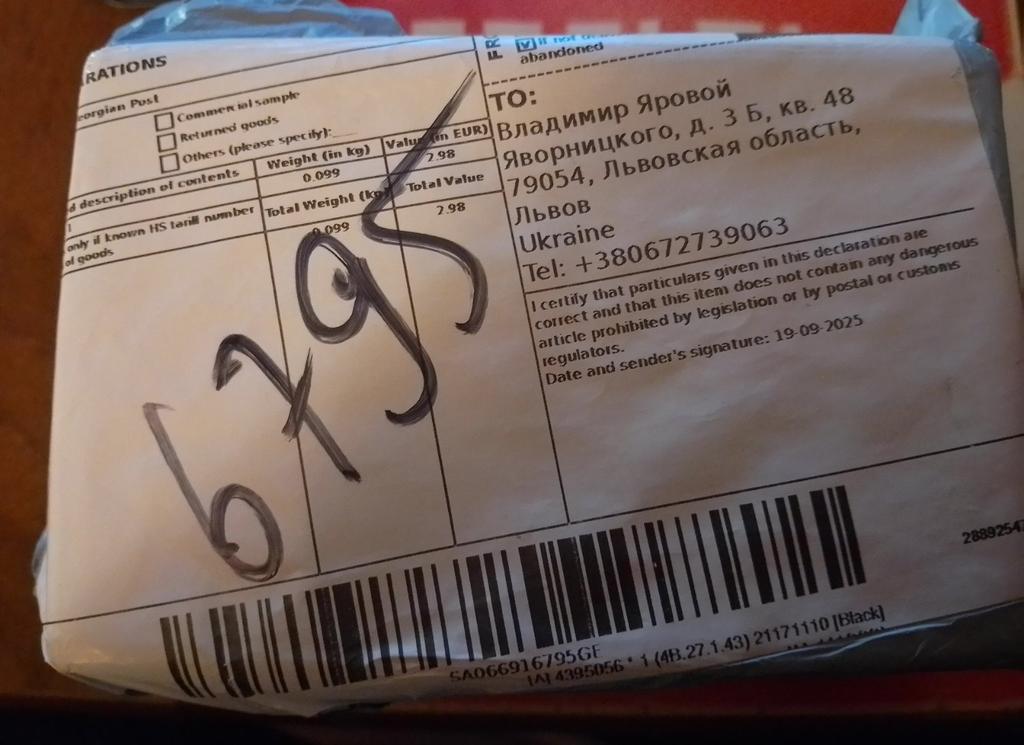 RATIONS
eorgian Post
Commercial sample
Returned goods
Others (please specify):
d description of contents
Weight (in kg)
Value (in EUR)
0.099
2.98
only if known HS tariff number
of goods
Total Weight (kg)
Total Value
0.099
2.98
6795
FR
abandoned
TO:
Владимир Яровой
Яворницкого, д. 3 Б, кв. 48
79054, Львовская область,
Львов
Ukraine
Tel: +380672739063
I certify that particulars given in this declaration are
correct and that this item does not contain any dangerous
article prohibited by legislation or by postal or customs
regulators.
Date and sender's signature: 19-09-2025
2889254
SA066916795GE
[A] 4395056 * 1 (4B.27.1.43) 21171110 [Black]